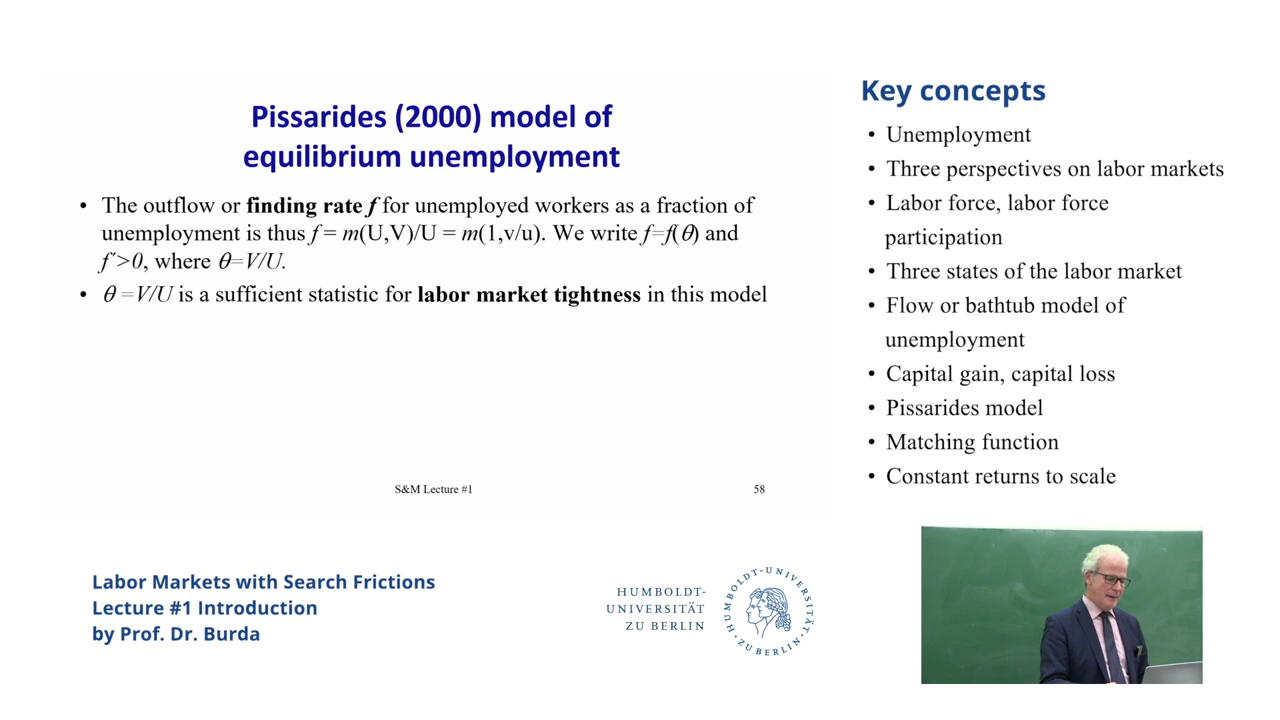 Pissarides (2000) model of
equilibrium unemployment
• The outflow or finding rate f for unemployed workers as a fraction of
unemployment is thus f = m(U,V)/U = m(1,v/u). We write f=f(θ) and
f´>0, where θ=V/U.
• θ =V/U is a sufficient statistic for labor market tightness in this model
S&M Lecture #1
58
Key concepts
• Unemployment
• Three perspectives on labor markets
• Labor force, labor force
participation
• Three states of the labor market
• Flow or bathtub model of
unemployment
• Capital gain, capital loss
• Pissarides model
• Matching function
• Constant returns to scale
Labor Markets with Search Frictions
Lecture #1 Introduction
by Prof. Dr. Burda
HUMBOLDT-
UNIVERSITÄT
ZU BERLIN
HUMBOLDT-UNIVERSITÄT
·ZU BERLIN·